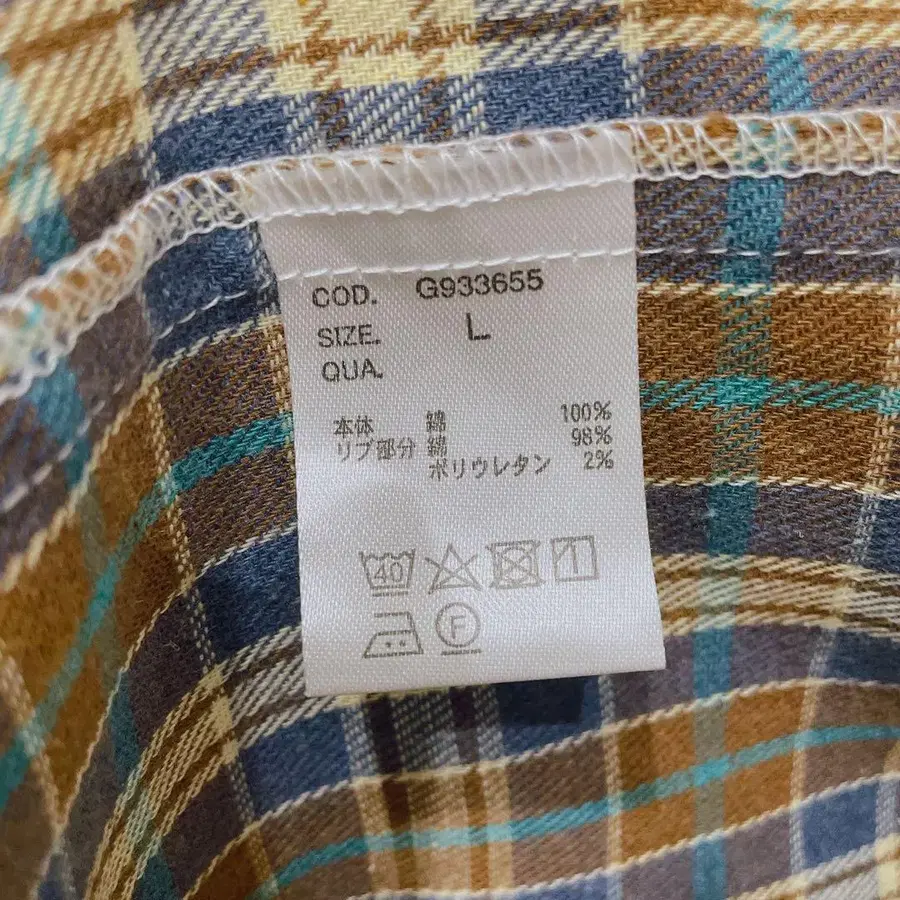 COD. G933655
SIZE. L
QUA.
本体 綿 100%
リブ部分 綿 98%
ポリウレタン 2%
40
F